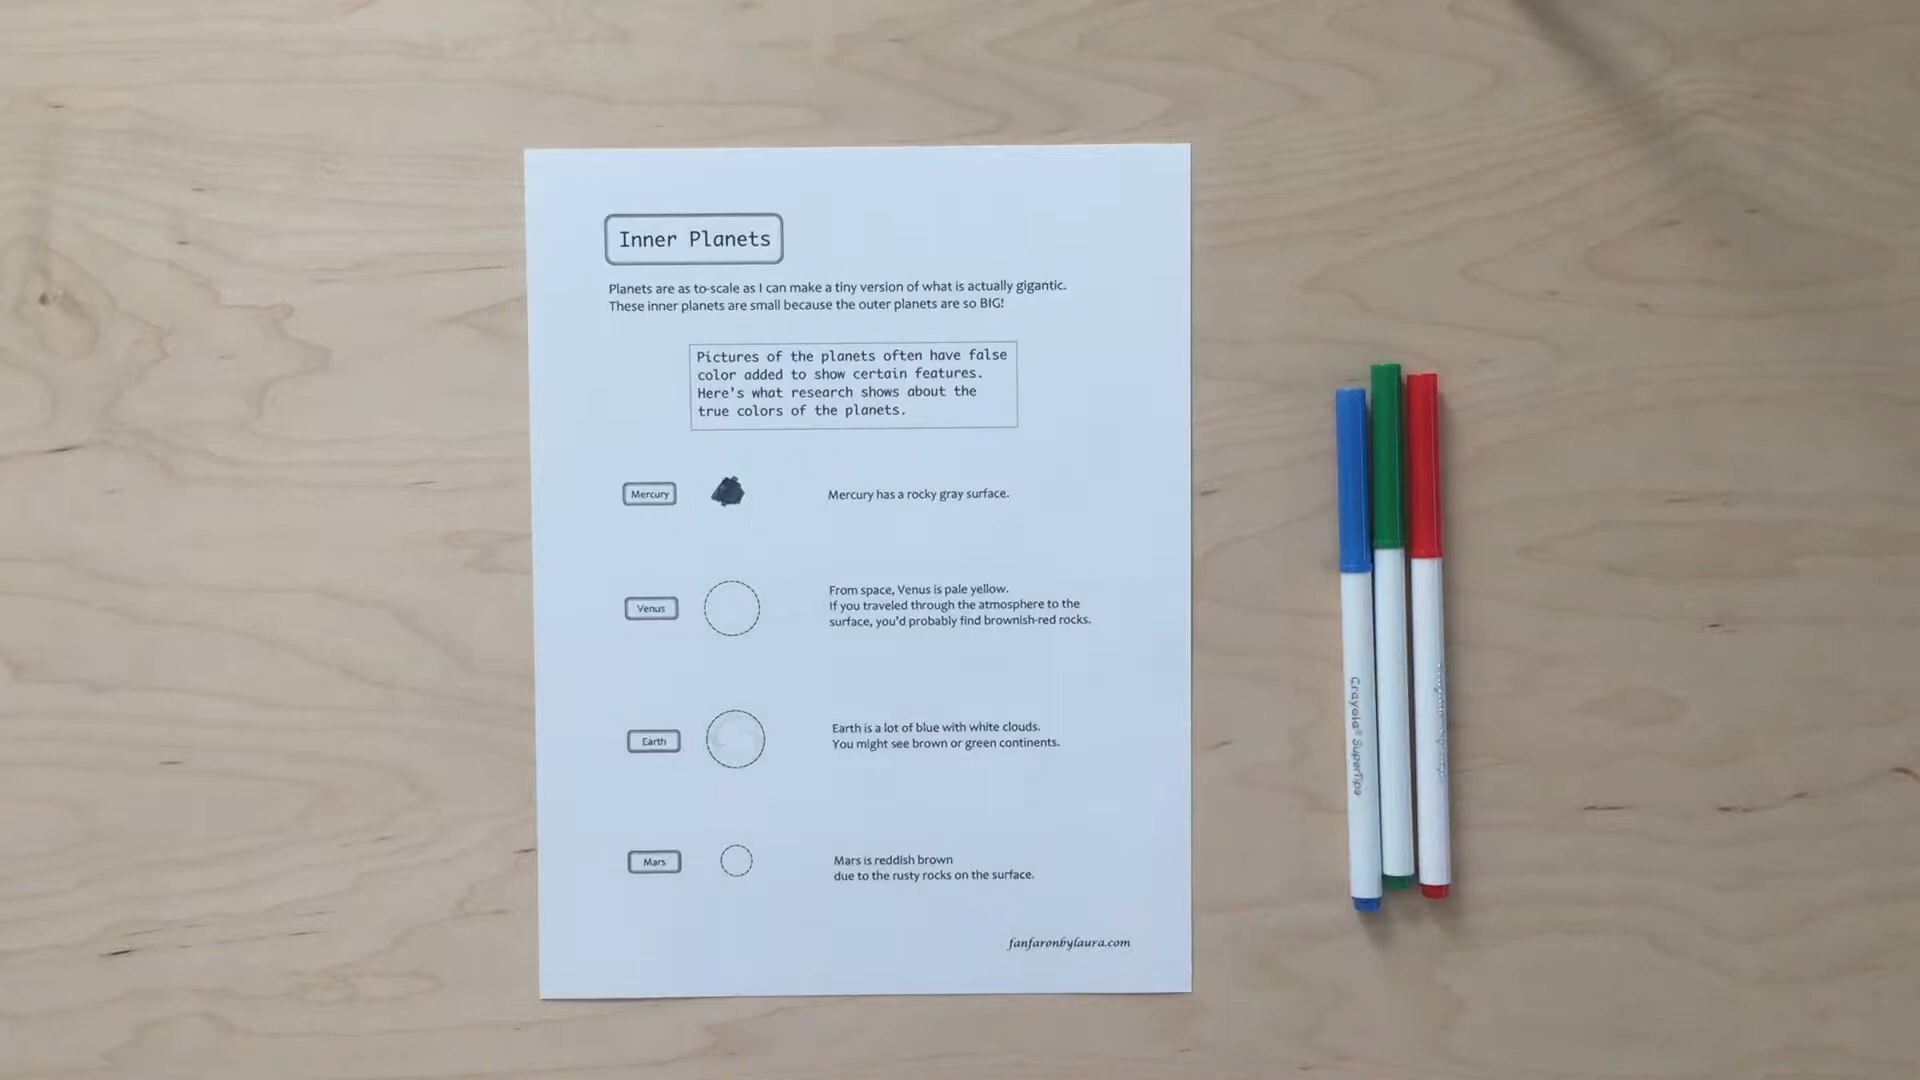 Inner Planets
Planets are as to-scale as I can make a tiny version of what is actually gigantic.
These inner planets are small because the outer planets are so BIG!
Pictures of the planets often have false
color added to show certain features.
Here's what research shows about the
true colors of the planets.
Mercury
Mercury has a rocky gray surface.
Venus
From space, Venus is pale yellow.
If you traveled through the atmosphere to the
surface, you'd probably find brownish-red rocks.
Earth
Earth is a lot of blue with white clouds.
You might see brown or green continents.
Mars
Mars is reddish brown
due to the rusty rocks on the surface.
fanfaronbylaura.com
Crayola® SuperTips